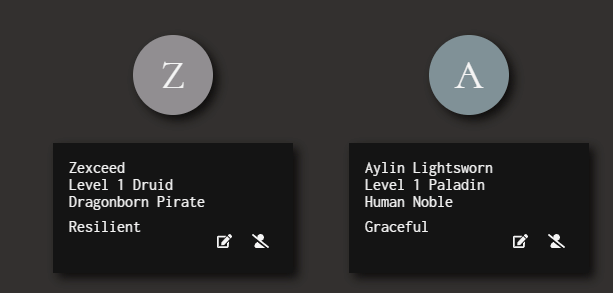 Z
Zexceed
Level 1 Druid
Dragonborn Pirate
Resilient
A
Aylin Lightsworn
Level 1 Paladin
Human Noble
Graceful